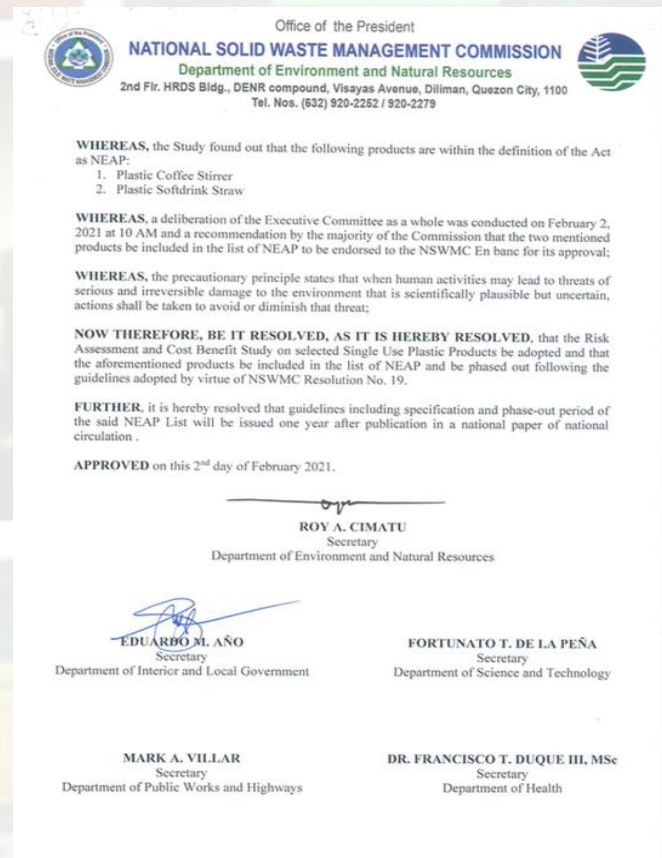 Office of the President
NATIONAL SOLID WASTE MANAGEMENT COMMISSION
Department of Environment and Natural Resources
2nd Flr. HRDS Bldg., DENR compound, Visayas Avenue, Diliman, Quezon City, 1100
Tel. Nos. (632) 920-2252 / 920-2279
WHEREAS, the Study found out that the following products are within the definition of the Act
as NEAP:
1. Plastic Coffee Stirrer
2. Plastic Softdrink Straw
WHEREAS, a deliberation of the Executive Committee as a whole was conducted on February 2,
2021 at 10 AM and a recommendation by the majority of the Commission that the two mentioned
products be included in the list of NEAP to be endorsed to the NSWMC En banc for its approval;
WHEREAS, the precautionary principle states that when human activities may lead to threats of
serious and irreversible damage to the environment that is scientifically plausible but uncertain,
actions shall be taken to avoid or diminish that threat;
NOW THEREFORE, BE IT RESOLVED, AS IT IS HEREBY RESOLVED, that the Risk
Assessment and Cost Benefit Study on selected Single Use Plastic Products be adopted and that
the aforementioned products be included in the list of NEAP and be phased out following the
guidelines adopted by virtue of NSWMC Resolution No. 19.
FURTHER, it is hereby resolved that guidelines including specification and phase-out period of
the said NEAP List will be issued one year after publication in a national paper of national
circulation .
APPROVED on this 2nd day of February 2021.
ROY A. CIMATU
Secretary
Department of Environment and Natural Resources
EDUARDO M. AÑO
Secretary
Department of Interior and Local Government
FORTUNATO T. DE LA PEÑA
Secretary
Department of Science and Technology
MARK A. VILLAR
Secretary
Department of Public Works and Highways
DR. FRANCISCO T. DUQUE III, MSc
Secretary
Department of Health